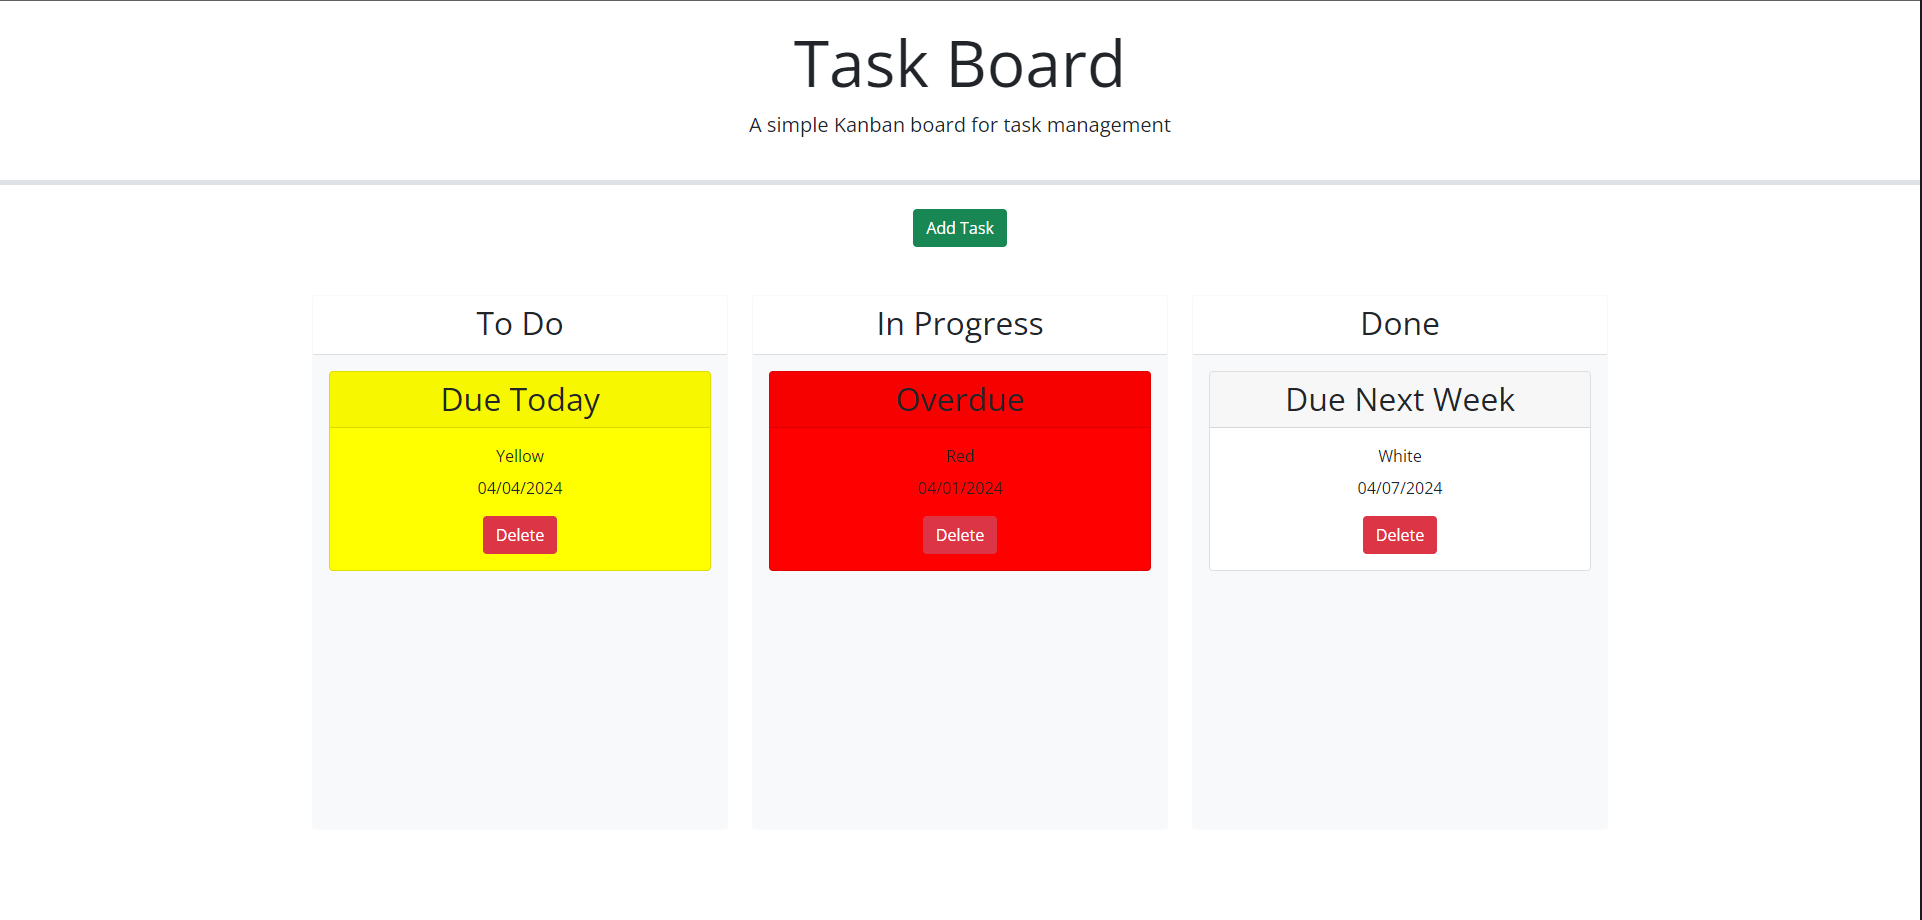 Task Board
A simple Kanban board for task management
Add Task
To Do
Due Today
Yellow
04/04/2024
Delete
In Progress
Overdue
Red
04/01/2024
Delete
Done
Due Next Week
White
04/07/2024
Delete